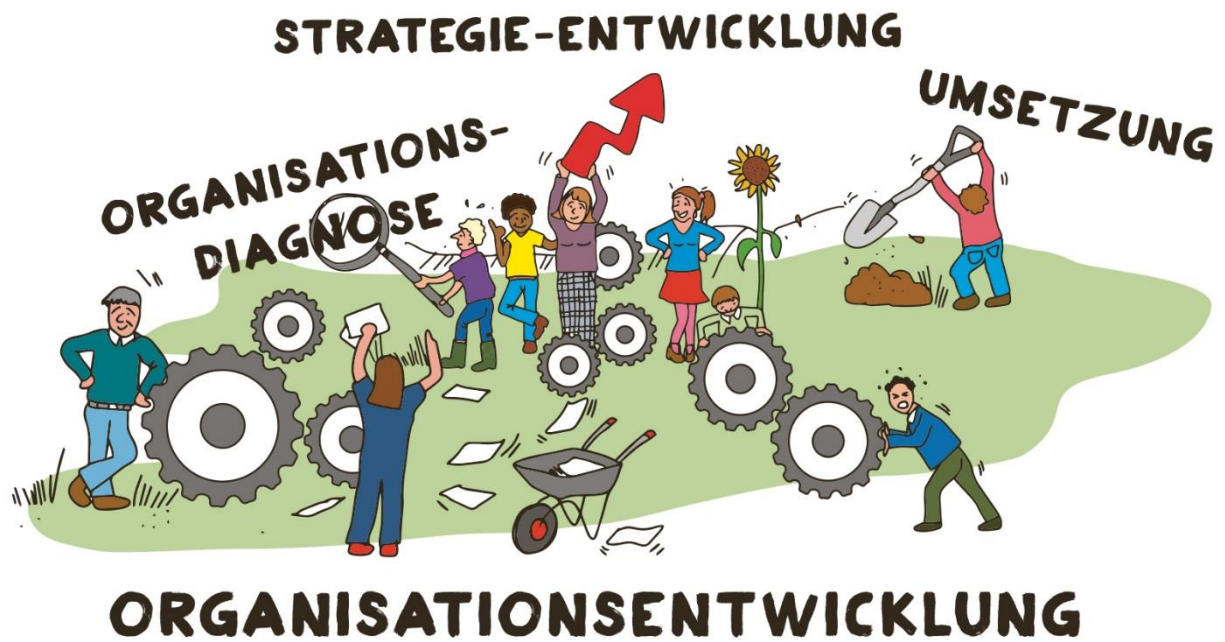 STRATEGIE-ENTWICKLUNG
ORGANISATIONS-
DIAGNOSE
UMSETZUNG
ORGANISATIONSENTWICKLUNG